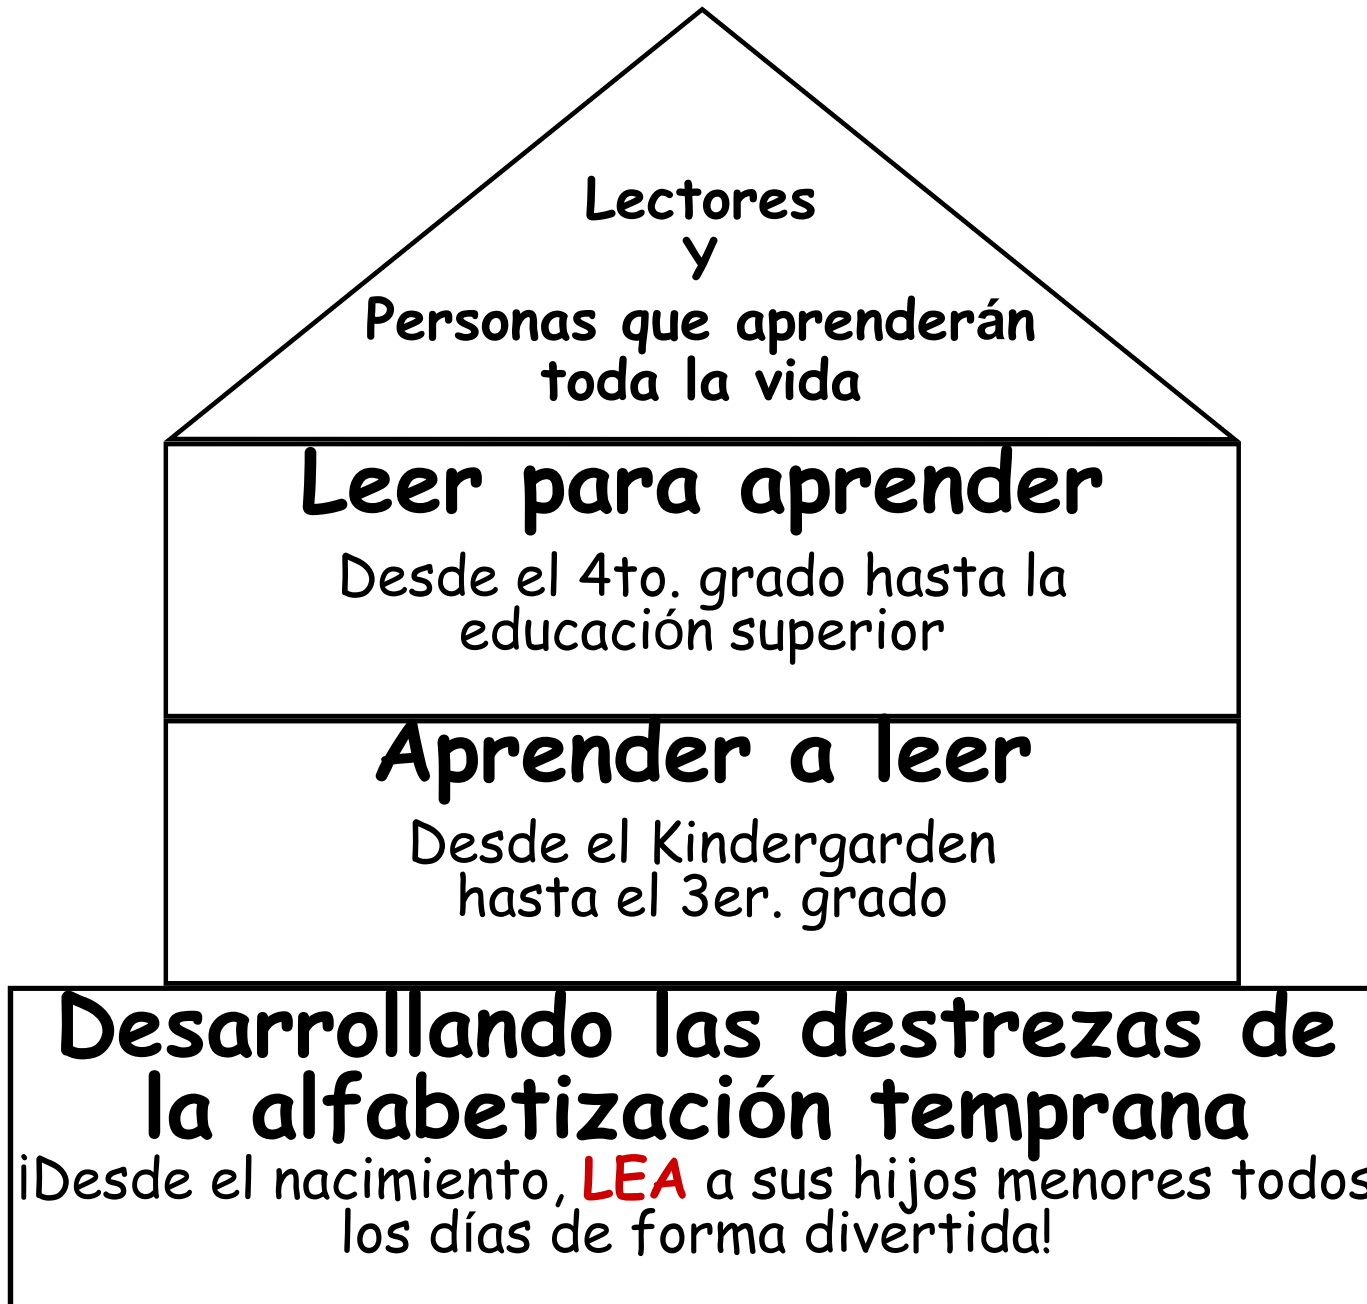 Lectores
Y
Personas que aprenderán
toda la vida
Leer para aprender
Desde el 4to. grado hasta la
educación superior
Aprender a leer
Desde el Kindergarden
hasta el 3er. grado
Desarrollando las destrezas de
la alfabetización temprana
¡Desde el nacimiento, LEA a sus hijos menores todos
los días de forma divertida!